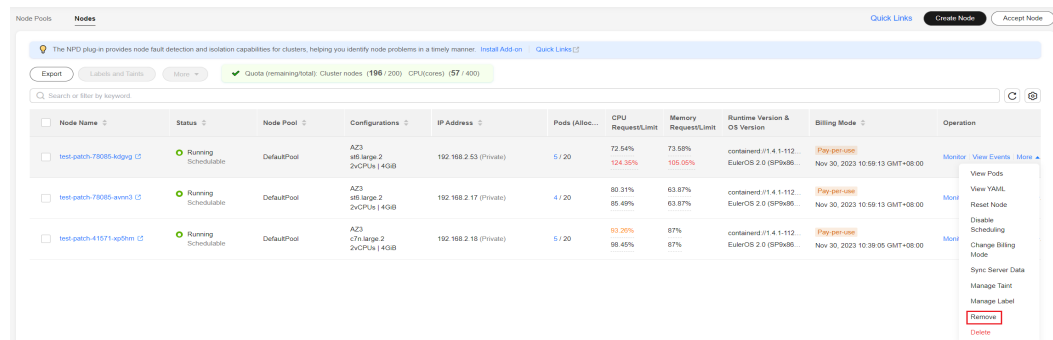 Node Pools Nodes Quick Links Create Node Accept Node
The NPD plug-in provides node fault detection and isolation capabilities for clusters, helping you identify node problems in a timely manner. Install Add-on Quick Links
Export Labels and Taints More Quota (remaining/total): Cluster nodes (196 / 200) CPU(cores) (57 / 400)
Search or filter by keyword.
Node Name Status Node Pool Configurations IP Address Pods (Alloc... CPU Request/Limit Memory Request/Limit Runtime Version & OS Version Billing Mode Operation
test-patch-78085-kdgvg Running Schedulable DefaultPool AZ3 st6.large.2 2vCPUs | 4GiB 192.168.2.53 (Private) 5 / 20 72.54% 124.35% 73.58% 105.05% containerd://1.4.1-112... EulerOS 2.0 (SP9x86... Pay-per-use Nov 30, 2023 10:59:13 GMT+08:00 Monitor View Events More
test-patch-78085-avnn3 Running Schedulable DefaultPool AZ3 st6.large.2 2vCPUs | 4GiB 192.168.2.17 (Private) 4 / 20 80.31% 85.49% 63.87% 63.87% containerd://1.4.1-112... EulerOS 2.0 (SP9x86... Pay-per-use Nov 30, 2023 10:59:13 GMT+08:00 Monit
test-patch-41571-xp5hm Running Schedulable DefaultPool AZ3 c7n.large.2 2vCPUs | 4GiB 192.168.2.18 (Private) 5 / 20 93.26% 98.45% 87% 87% containerd://1.4.1-112... EulerOS 2.0 (SP9x86... Pay-per-use Nov 30, 2023 10:39:05 GMT+08:00 Monit
View Pods
View YAML
Reset Node
Disable
Scheduling
Change Billing
Mode
Sync Server Data
Manage Taint
Manage Label
Remove
Delete